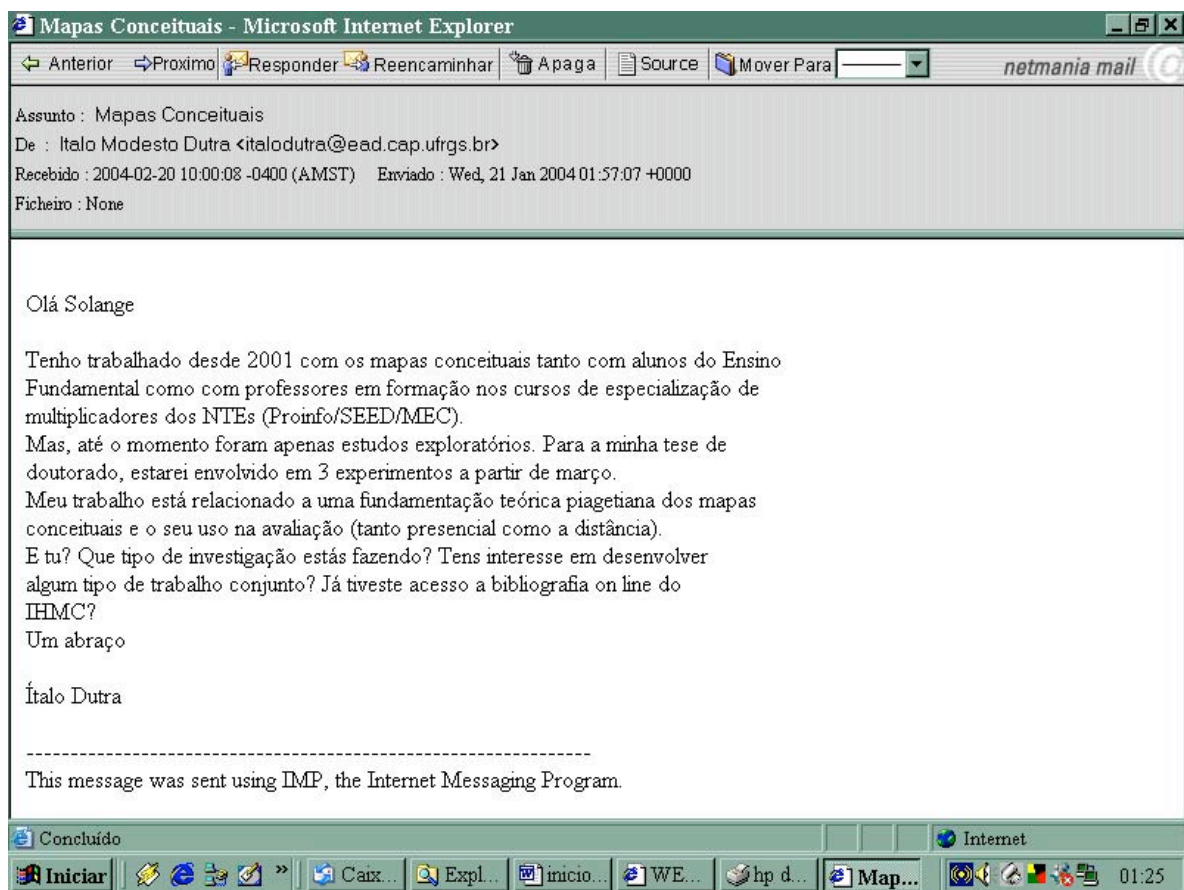 Mapas Conceituais - Microsoft Internet Explorer
Anterior Proximo Responder Reencaminhar Apaga Source Mover Para netmania mail
Assunto : Mapas Conceituais
De : Italo Modesto Dutra <italodutra@ead.cap.ufrgs.br>
Recebido : 2004-02-20 10:00:08 -0400 (AMST) Enviado : Wed, 21 Jan 2004 01:57:07 +0000
Ficheiro : None
Olá Solange
Tenho trabalhado desde 2001 com os mapas conceituais tanto com alunos do Ensino
Fundamental como com professores em formação nos cursos de especialização de
multiplicadores dos NTEs (Proinfo/SEED/MEC).
Mas, até o momento foram apenas estudos exploratórios. Para a minha tese de
doutorado, estarei envolvido em 3 experimentos a partir de março.
Meu trabalho está relacionado a uma fundamentação teórica piagetiana dos mapas
conceituais e o seu uso na avaliação (tanto presencial como a distância).
E tu? Que tipo de investigação estás fazendo? Tens interesse em desenvolver
algum tipo de trabalho conjunto? Já tiveste acesso a bibliografia on line do
IHMC?
Um abraço
Ítalo Dutra
----------------------------------------------------------------
This message was sent using IMP, the Internet Messaging Program.
Concluído Internet
Iniciar » Caix... Expl... inicio... WE... hp d... Map... 01:25